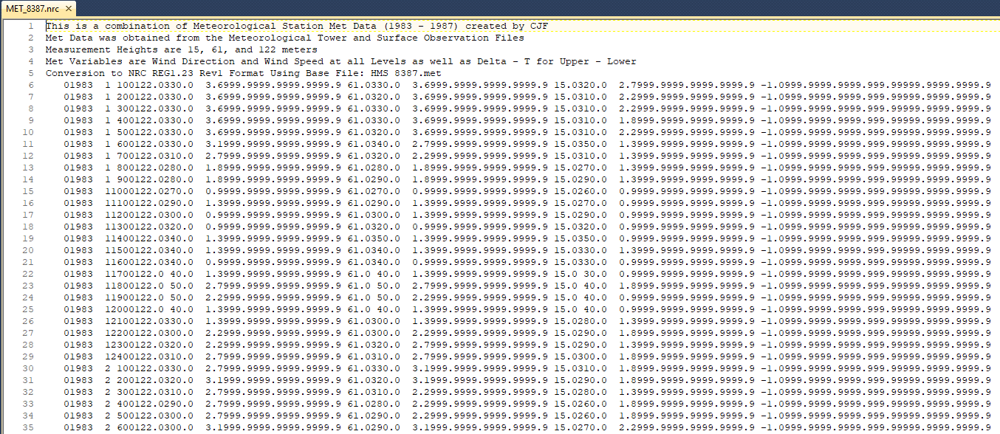 MET_8387.nrc ×
1 This is a combination of Meteorological Station Met Data (1983 - 1987) created by CJF
2 Met Data was obtained from the Meteorological Tower and Surface Observation Files
3 Measurement Heights are 15, 61, and 122 meters
4 Met Variables are Wind Direction and Wind Speed at all Levels as well as Delta - T for Upper - Lower
5 Conversion to NRC REG1.23 Rev1 Format Using Base File: HMS 8387.met
6    01983  1 100122.0330.0  3.6999.9999.9999.9999.9 61.0330.0  3.6999.9999.9999.9999.9 15.0320.0  2.7999.9999.9999.9999.9 -1.0999.9999.9999.999.99999.9999.9999.9
7    01983  1 200122.0330.0  3.6999.9999.9999.9999.9 61.0320.0  3.6999.9999.9999.9999.9 15.0310.0  2.2999.9999.9999.9999.9 -1.0999.9999.9999.999.99999.9999.9999.9
8    01983  1 300122.0330.0  3.6999.9999.9999.9999.9 61.0330.0  3.6999.9999.9999.9999.9 15.0310.0  2.2999.9999.9999.9999.9 -1.0999.9999.9999.999.99999.9999.9999.9
9    01983  1 400122.0330.0  3.6999.9999.9999.9999.9 61.0330.0  3.6999.9999.9999.9999.9 15.0310.0  1.8999.9999.9999.9999.9 -1.0999.9999.9999.999.99999.9999.9999.9
10    01983  1 500122.0330.0  3.6999.9999.9999.9999.9 61.0320.0  3.6999.9999.9999.9999.9 15.0310.0  2.2999.9999.9999.9999.9 -1.0999.9999.9999.999.99999.9999.9999.9
11    01983  1 600122.0330.0  3.1999.9999.9999.9999.9 61.0340.0  2.7999.9999.9999.9999.9 15.0350.0  1.3999.9999.9999.9999.9 -1.0999.9999.9999.999.99999.9999.9999.9
12    01983  1 700122.0310.0  2.7999.9999.9999.9999.9 61.0320.0  2.2999.9999.9999.9999.9 15.0310.0  1.3999.9999.9999.9999.9 -1.0999.9999.9999.999.99999.9999.9999.9
13    01983  1 800122.0280.0  1.8999.9999.9999.9999.9 61.0280.0  1.8999.9999.9999.9999.9 15.0270.0  1.3999.9999.9999.9999.9 -1.0999.9999.9999.999.99999.9999.9999.9
14    01983  1 900122.0280.0  1.8999.9999.9999.9999.9 61.0290.0  1.8999.9999.9999.9999.9 15.0290.0  1.3999.9999.9999.9999.9 -1.0999.9999.9999.999.99999.9999.9999.9
15    01983  11000122.0270.0  0.9999.9999.9999.9999.9 61.0270.0  0.9999.9999.9999.9999.9 15.0260.0  0.9999.9999.9999.9999.9 -1.0999.9999.9999.999.99999.9999.9999.9
16    01983  11100122.0290.0  1.3999.9999.9999.9999.9 61.0290.0  1.3999.9999.9999.9999.9 15.0270.0  0.9999.9999.9999.9999.9 -1.0999.9999.9999.999.99999.9999.9999.9
17    01983  11200122.0300.0  0.9999.9999.9999.9999.9 61.0300.0  1.3999.9999.9999.9999.9 15.0290.0  0.9999.9999.9999.9999.9 -1.0999.9999.9999.999.99999.9999.9999.9
18    01983  11300122.0320.0  0.9999.9999.9999.9999.9 61.0320.0  0.9999.9999.9999.9999.9 15.0320.0  0.9999.9999.9999.9999.9 -1.0999.9999.9999.999.99999.9999.9999.9
19    01983  11400122.0340.0  1.3999.9999.9999.9999.9 61.0350.0  1.3999.9999.9999.9999.9 15.0350.0  0.9999.9999.9999.9999.9 -1.0999.9999.9999.999.99999.9999.9999.9
20    01983  11500122.0340.0  1.3999.9999.9999.9999.9 61.0340.0  1.3999.9999.9999.9999.9 15.0330.0  1.3999.9999.9999.9999.9 -1.0999.9999.9999.999.99999.9999.9999.9
21    01983  11600122.0340.0  0.9999.9999.9999.9999.9 61.0340.0  0.9999.9999.9999.9999.9 15.0330.0  0.9999.9999.9999.9999.9 -1.0999.9999.9999.999.99999.9999.9999.9
22    01983  11700122.0 40.0  1.3999.9999.9999.9999.9 61.0 40.0  1.3999.9999.9999.9999.9 15.0 30.0  0.9999.9999.9999.9999.9 -1.0999.9999.9999.999.99999.9999.9999.9
23    01983  11800122.0 50.0  2.7999.9999.9999.9999.9 61.0 50.0  2.7999.9999.9999.9999.9 15.0 40.0  1.8999.9999.9999.9999.9 -1.0999.9999.9999.999.99999.9999.9999.9
24    01983  11900122.0 50.0  2.2999.9999.9999.9999.9 61.0 50.0  2.2999.9999.9999.9999.9 15.0 40.0  0.9999.9999.9999.9999.9 -1.0999.9999.9999.999.99999.9999.9999.9
25    01983  12000122.0 40.0  1.3999.9999.9999.9999.9 61.0 40.0  1.3999.9999.9999.9999.9 15.0 40.0  0.9999.9999.9999.9999.9 -1.0999.9999.9999.999.99999.9999.9999.9
26    01983  12100122.0330.0  1.3999.9999.9999.9999.9 61.0300.0  1.3999.9999.9999.9999.9 15.0280.0  1.3999.9999.9999.9999.9 -1.0999.9999.9999.999.99999.9999.9999.9
27    01983  12200122.0300.0  2.2999.9999.9999.9999.9 61.0300.0  2.2999.9999.9999.9999.9 15.0290.0  1.8999.9999.9999.9999.9 -1.0999.9999.9999.999.99999.9999.9999.9
28    01983  12300122.0320.0  2.2999.9999.9999.9999.9 61.0320.0  2.7999.9999.9999.9999.9 15.0290.0  1.3999.9999.9999.9999.9 -1.0999.9999.9999.999.99999.9999.9999.9
29    01983  12400122.0310.0  2.7999.9999.9999.9999.9 61.0310.0  2.7999.9999.9999.9999.9 15.0300.0  1.8999.9999.9999.9999.9 -1.0999.9999.9999.999.99999.9999.9999.9
30    01983  2 100122.0330.0  2.7999.9999.9999.9999.9 61.0330.0  3.1999.9999.9999.9999.9 15.0310.0  1.8999.9999.9999.9999.9 -1.0999.9999.9999.999.99999.9999.9999.9
31    01983  2 200122.0320.0  3.1999.9999.9999.9999.9 61.0320.0  3.1999.9999.9999.9999.9 15.0290.0  1.8999.9999.9999.9999.9 -1.0999.9999.9999.999.99999.9999.9999.9
32    01983  2 300122.0310.0  2.7999.9999.9999.9999.9 61.0310.0  2.2999.9999.9999.9999.9 15.0280.0  1.3999.9999.9999.9999.9 -1.0999.9999.9999.999.99999.9999.9999.9
33    01983  2 400122.0290.0  2.7999.9999.9999.9999.9 61.0280.0  2.2999.9999.9999.9999.9 15.0260.0  1.8999.9999.9999.9999.9 -1.0999.9999.9999.999.99999.9999.9999.9
34    01983  2 500122.0300.0  2.7999.9999.9999.9999.9 61.0290.0  2.2999.9999.9999.9999.9 15.0260.0  1.8999.9999.9999.9999.9 -1.0999.9999.9999.999.99999.9999.9999.9
35    01983  2 600122.0300.0  3.1999.9999.9999.9999.9 61.0290.0  3.1999.9999.9999.9999.9 15.0270.0  2.2999.9999.9999.9999.9 -1.0999.9999.9999.999.99999.9999.9999.9